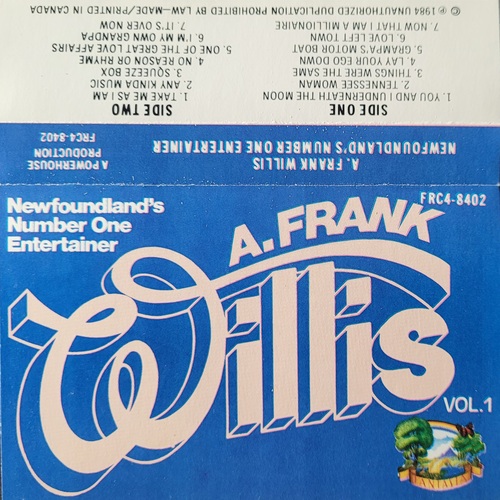 FRC4-8402
Newfoundland's
Number One
Entertainer
A. FRANK
Willis
VOL. 1
A. FRANK WILLIS
NEWFOUNDLAND'S NUMBER ONE ENTERTAINER
A POWERHOUSE
PRODUCTION
FRC4-8402
SIDE ONE
1. YOU AND I UNDERNEATH THE MOON
2. TENNESSEE WOMAN
3. THINGS WERE THE SAME
4. LAY YOUR EGO DOWN
5. GRAMPA'S MOTOR BOAT
6. LOVE LEFT TOWN
7. NOW THAT I AM A MILLIONAIRE
SIDE TWO
1. TAKE ME AS I AM
2. ANY KINDA MUSIC
3. SQUEEZE BOX
4. NO REASON OR RHYME
5. ONE OF THE GREAT LOVE AFFAIRS
6. I'M MY OWN GRANDPA
7. IT'S OVER NOW
℗ 1984 UNAUTHORIZED DUPLICATION PROHIBITED BY LAW—MADE/PRINTED IN CANADA